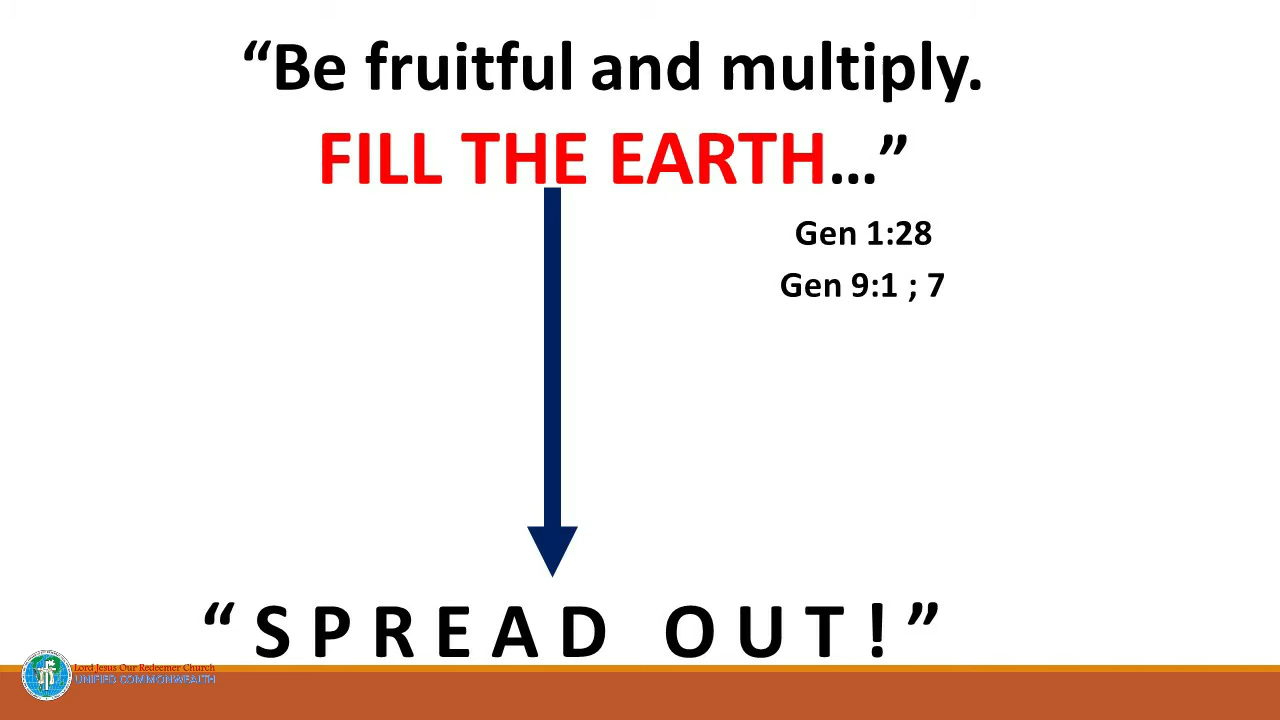 “Be fruitful and multiply.
FILL THE EARTH…”
Gen 1:28
Gen 9:1 ; 7
“SPREAD OUT!”
Lord Jesus Our Redeemer Church
UNIFIED COMMONWEALTH